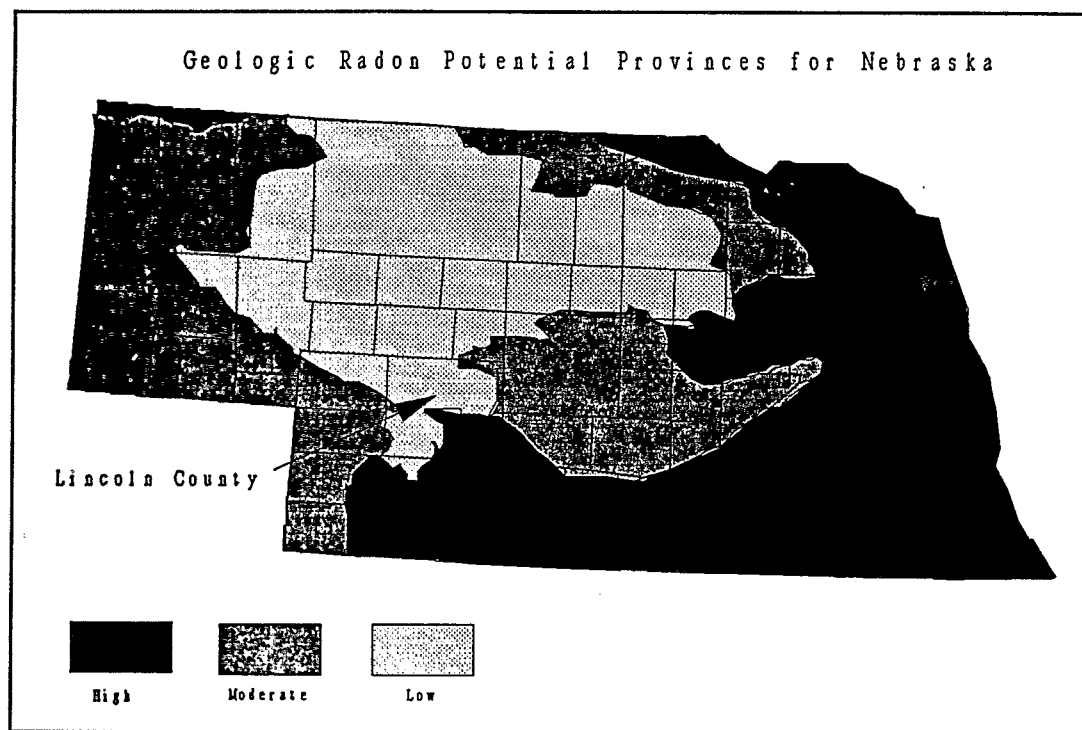 Geologic Radon Potential Provinces for Nebraska
Lincoln County
High
Moderate
Low